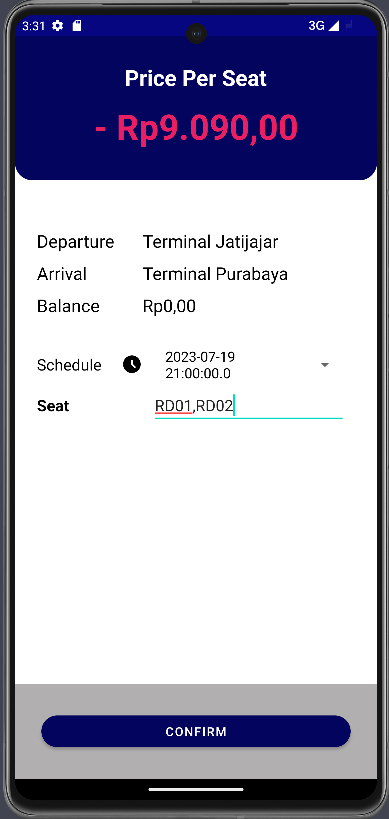 3:31 3G
Price Per Seat
- Rp9.090,00
Departure Terminal Jatijajar
Arrival Terminal Purabaya
Balance Rp0,00
Schedule 2023-07-19
21:00:00.0
Seat RD01,RD02
CONFIRM